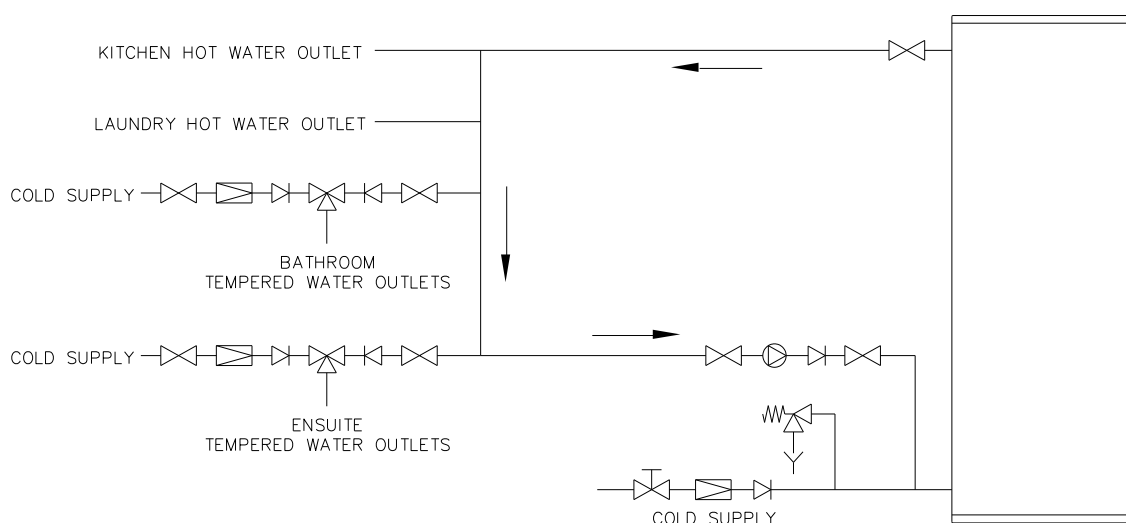 KITCHEN HOT WATER OUTLET
LAUNDRY HOT WATER OUTLET
COLD SUPPLY
BATHROOM
TEMPERED WATER OUTLETS
COLD SUPPLY
ENSUITE
TEMPERED WATER OUTLETS
COLD SUPPLY